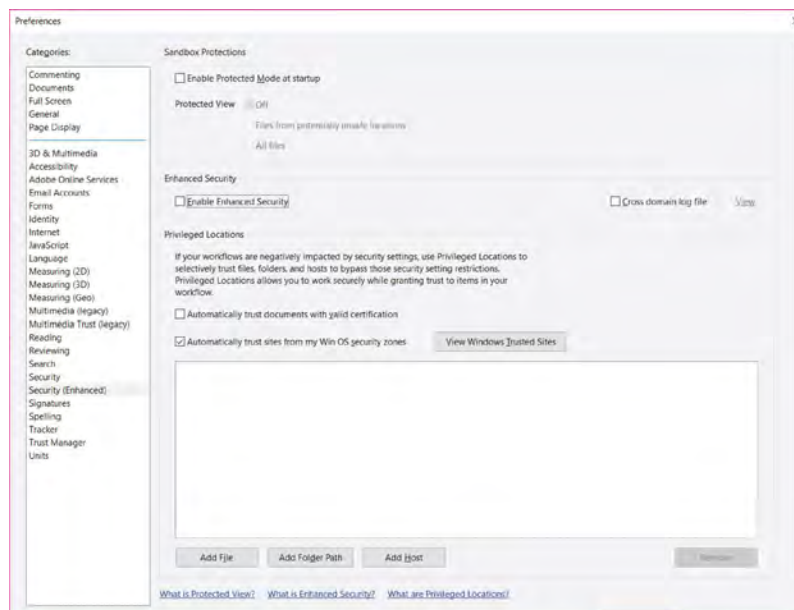 Preferences
Categories:
Commenting
Documents
Full Screen
General
Page Display
3D & Multimedia
Accessibility
Adobe Online Services
Email Accounts
Forms
Identity
Internet
JavaScript
Language
Measuring (2D)
Measuring (3D)
Measuring (Geo)
Multimedia (legacy)
Multimedia Trust (legacy)
Reading
Reviewing
Search
Security
Security (Enhanced)
Signatures
Spelling
Tracker
Trust Manager
Units
Sandbox Protections
Enable Protected Mode at startup
Protected View Off
Files from potentially unsafe locations
All files
Enhanced Security
Enable Enhanced Security Cross domain log file View
Privileged Locations
If your workflows are negatively impacted by security settings, use Privileged Locations to
selectively trust files, folders, and hosts to bypass those security setting restrictions.
Privileged Locations allows you to work securely while granting trust to items in your
workflow.
Automatically trust documents with valid certification
Automatically trust sites from my Win OS security zones View Windows Trusted Sites
Add File Add Folder Path Add Host Remove
What is Protected View? What is Enhanced Security? What are Privileged Locations?